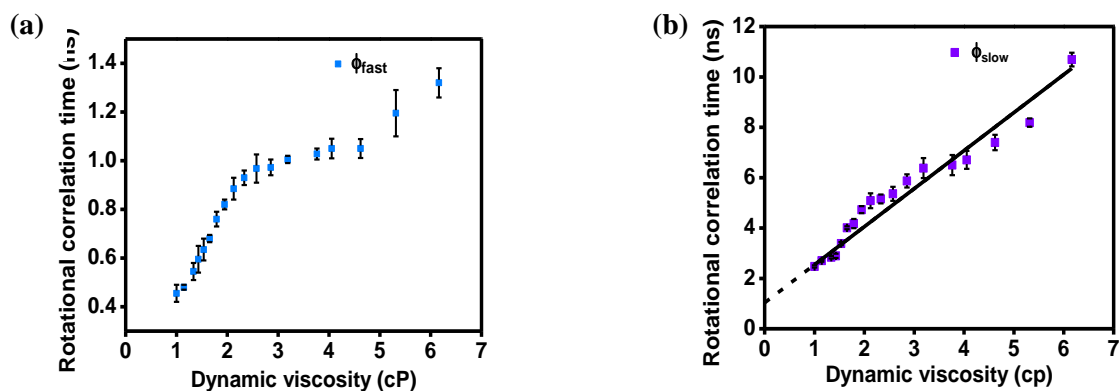 (a)
Rotational correlation time (ns)
1.4
1.2
1.0
0.8
0.6
0.4
ϕfast
0 1 2 3 4 5 6 7
Dynamic viscosity (cP)
(b)
Rotational correlation time (ns)
12
10
8
6
4
2
0
ϕslow
0 1 2 3 4 5 6 7
Dynamic viscosity (cp)